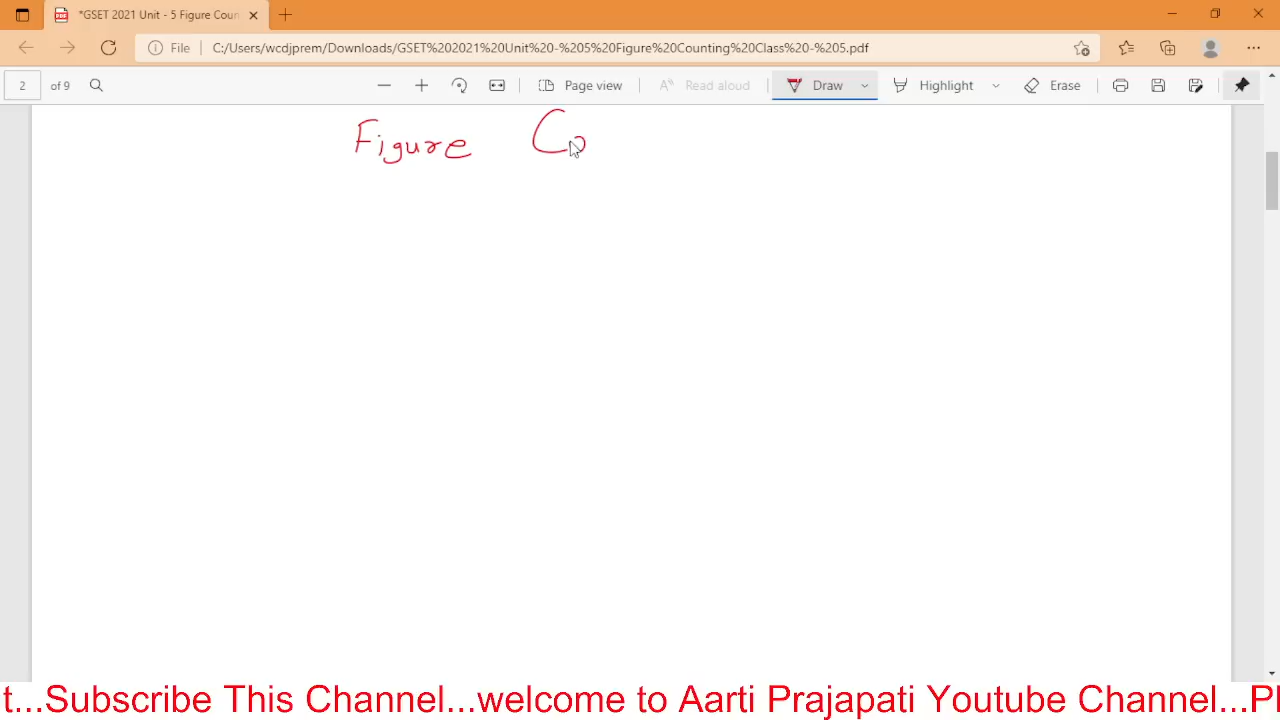 *GSET 2021 Unit - 5 Figure Coun
File
C:/Users/wcdjprem/Downloads/GSET%202021%20Unit%20-%205%20Figure%20Counting%20Class%20-%205.pdf
2 of 9
Page view
Read aloud
Draw
Highlight
Erase
Figure Co
t...Subscribe This Channel...welcome to Aarti Prajapati Youtube Channel...Pl